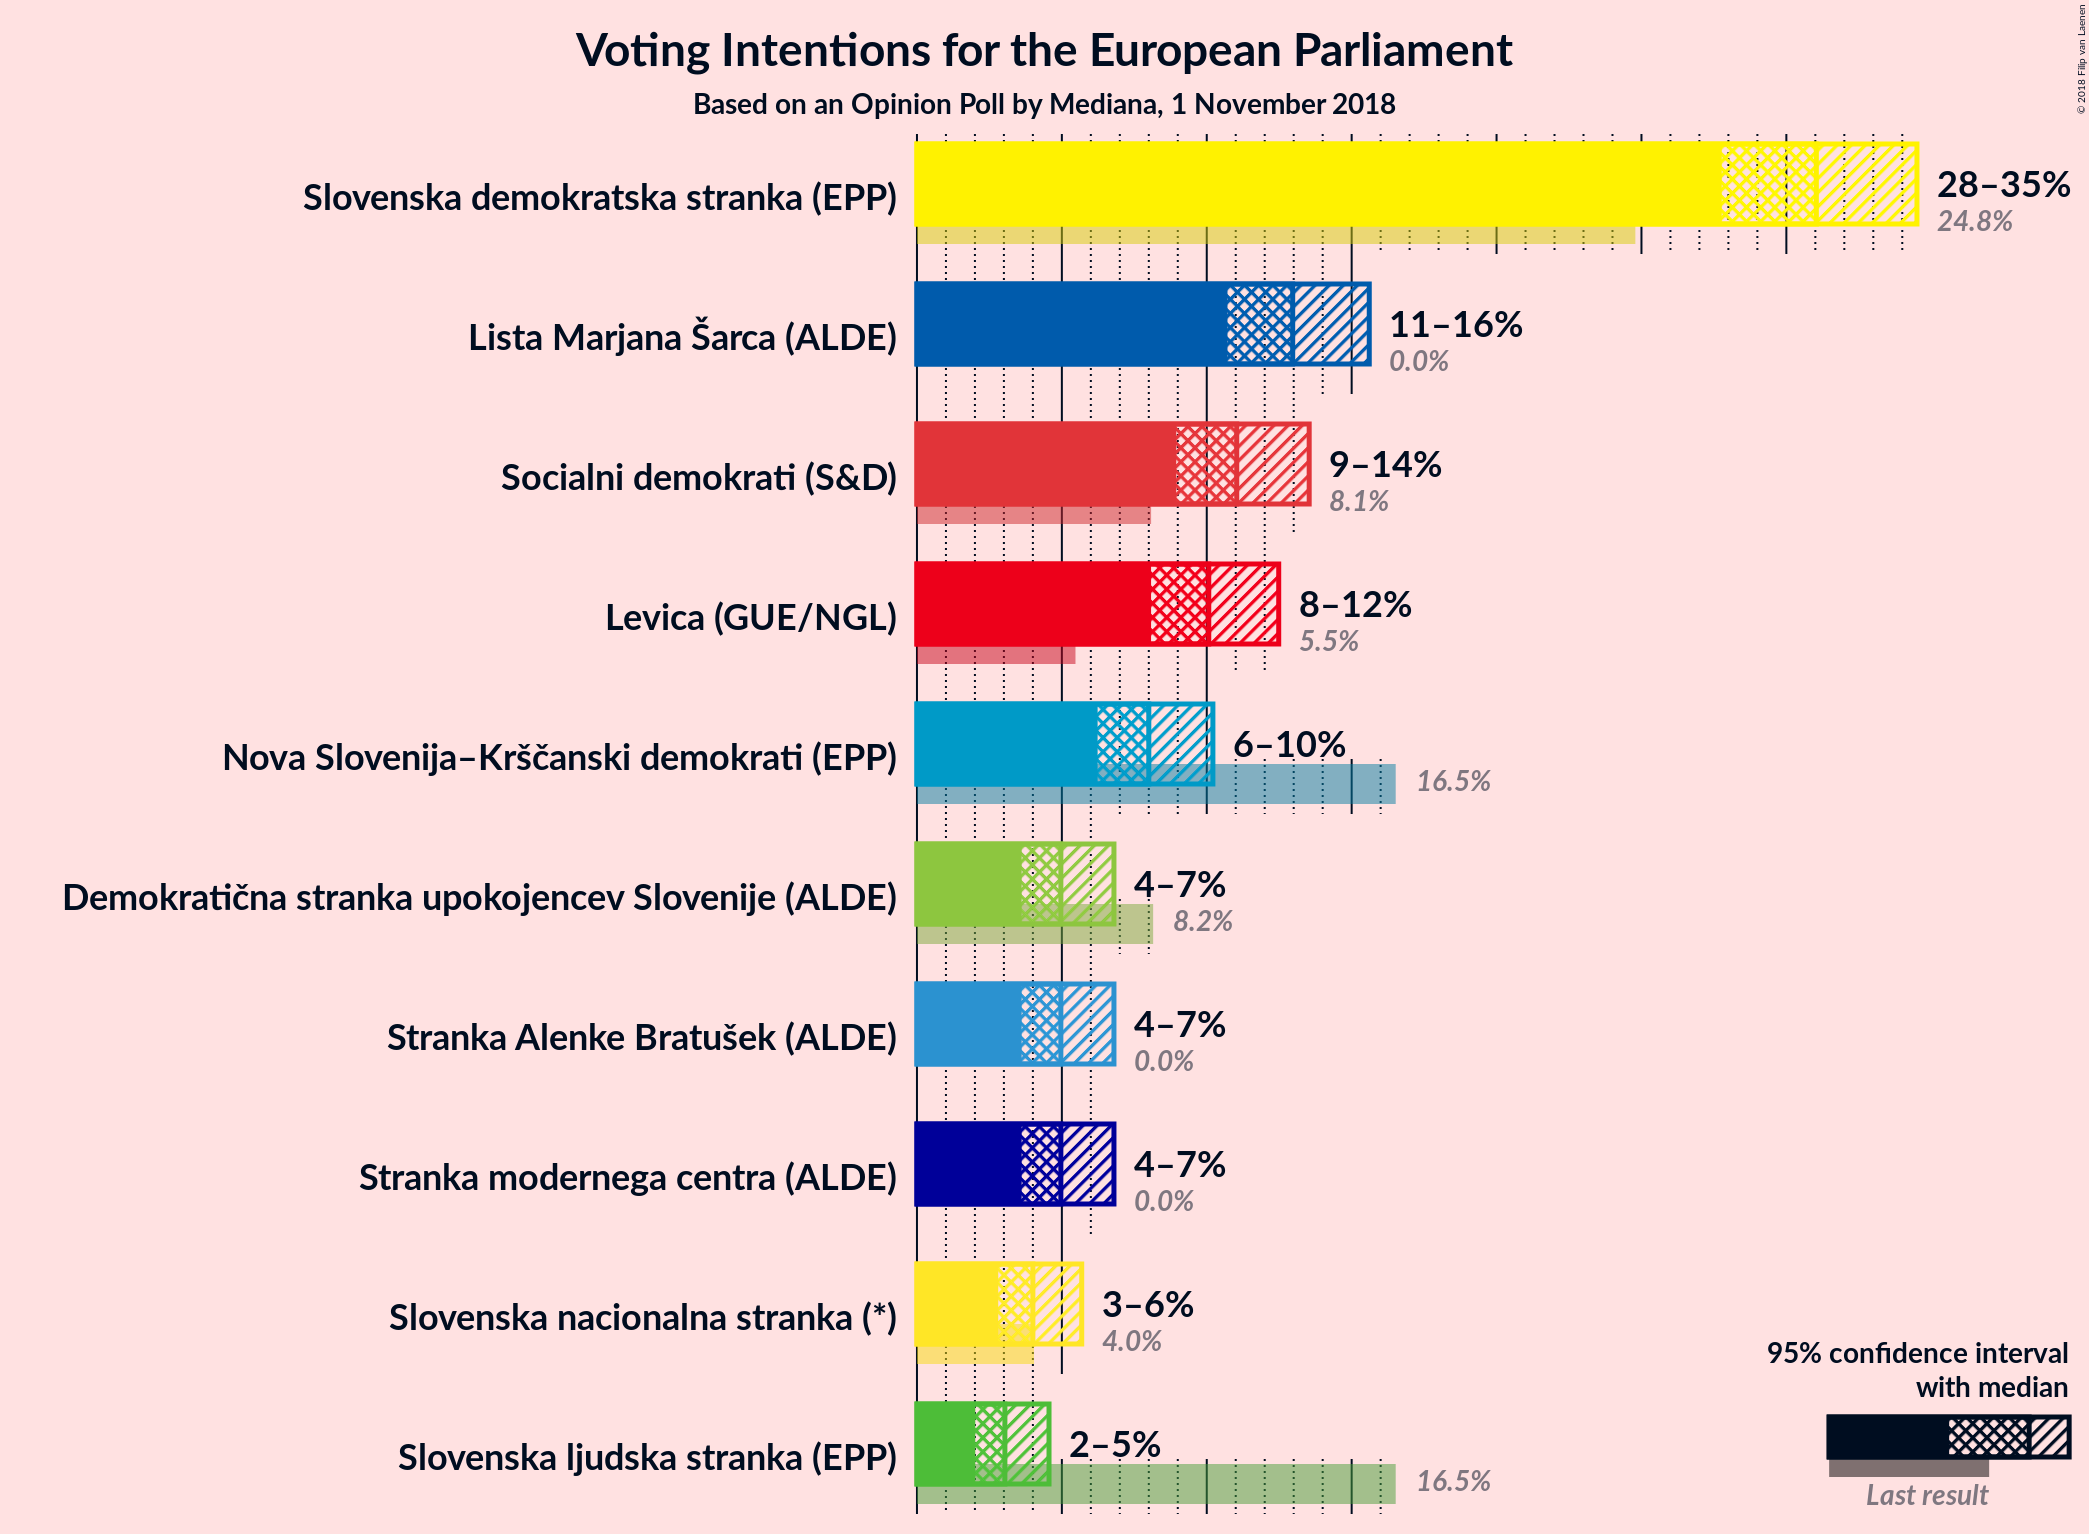 Voting Intentions for the European Parliament
Based on an Opinion Poll by Mediana, 1 November 2018
© 2018 Filip van Laenen
Slovenska demokratska stranka (EPP)
28–35%
24.8%
Lista Marjana Šarca (ALDE)
11–16%
0.0%
Socialni demokrati (S&D)
9–14%
8.1%
Levica (GUE/NGL)
8–12%
5.5%
Nova Slovenija–Krščanski demokrati (EPP)
6–10%
16.5%
Demokratična stranka upokojencev Slovenije (ALDE)
4–7%
8.2%
Stranka Alenke Bratušek (ALDE)
4–7%
0.0%
Stranka modernega centra (ALDE)
4–7%
0.0%
Slovenska nacionalna stranka (*)
3–6%
4.0%
Slovenska ljudska stranka (EPP)
2–5%
16.5%
95% confidence interval
with median
Last result